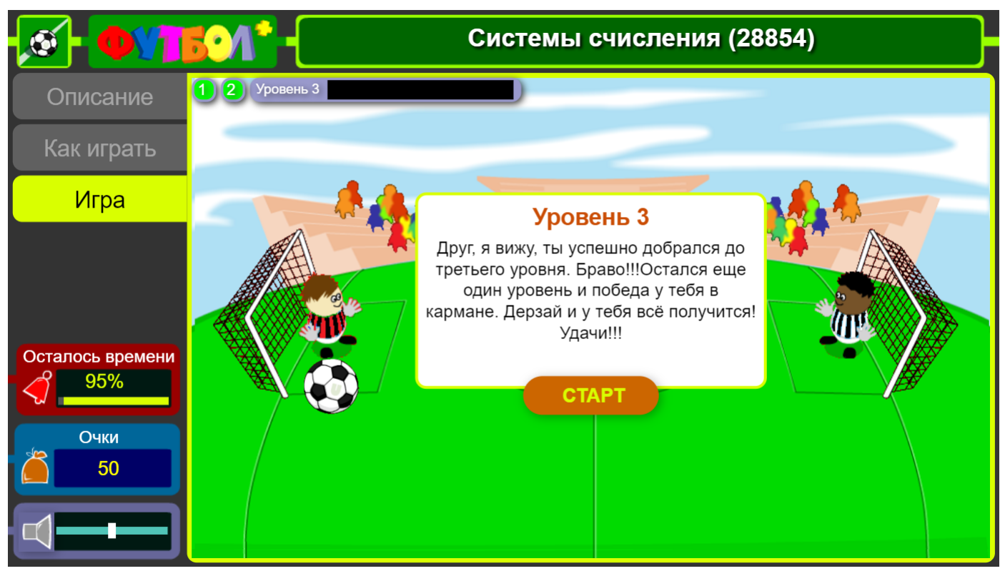 ФУТБОЛ+
Системы счисления (28854)
Описание
Как играть
Игра
1 2 Уровень 3
Уровень 3
Друг, я вижу, ты успешно добрался до
третьего уровня. Браво!!!Остался еще
один уровень и победа у тебя в
кармане. Дерзай и у тебя всё получится!
Удачи!!!
СТАРТ
Осталось времени
95%
Очки
50